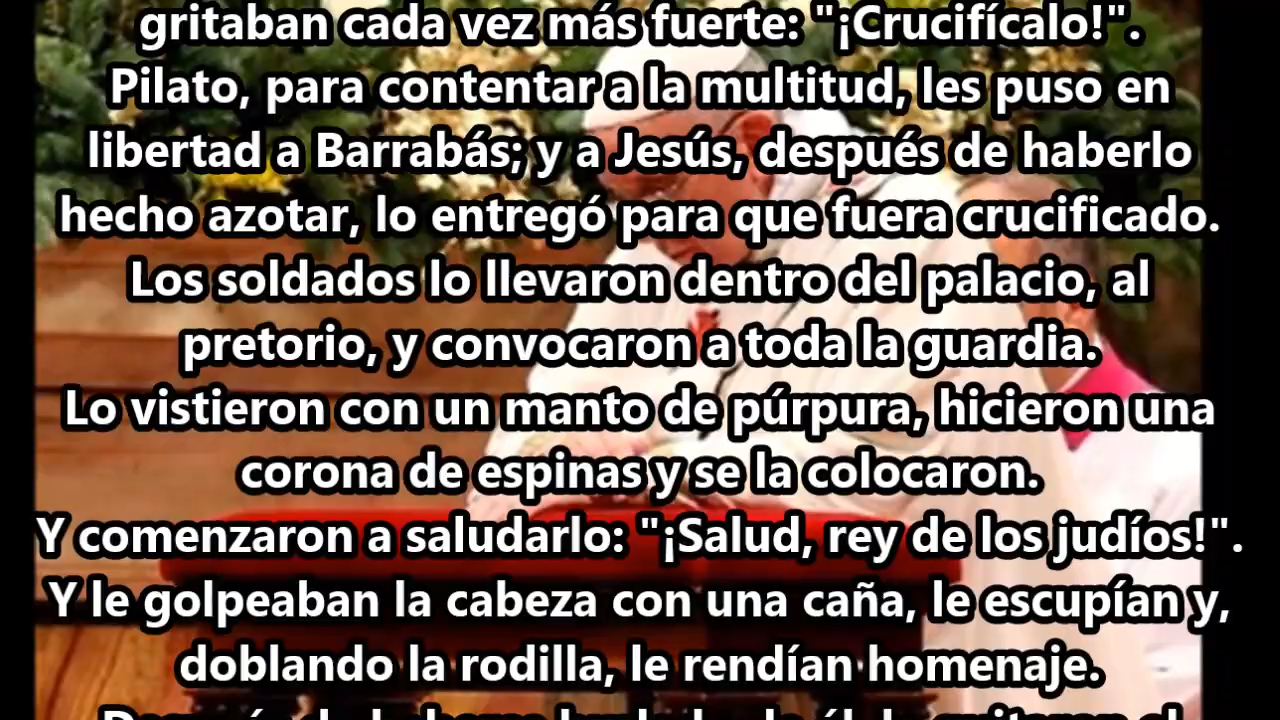 gritaban cada vez más fuerte: "¡Crucifícalo!".
Pilato, para contentar a la multitud, les puso en
libertad a Barrabás; y a Jesús, después de haberlo
hecho azotar, lo entregó para que fuera crucificado.
Los soldados lo llevaron dentro del palacio, al
pretorio, y convocaron a toda la guardia.
Lo vistieron con un manto de púrpura, hicieron una
corona de espinas y se la colocaron.
Y comenzaron a saludarlo: "¡Salud, rey de los judíos!".
Y le golpeaban la cabeza con una caña, le escupían y,
doblando la rodilla, le rendían homenaje.